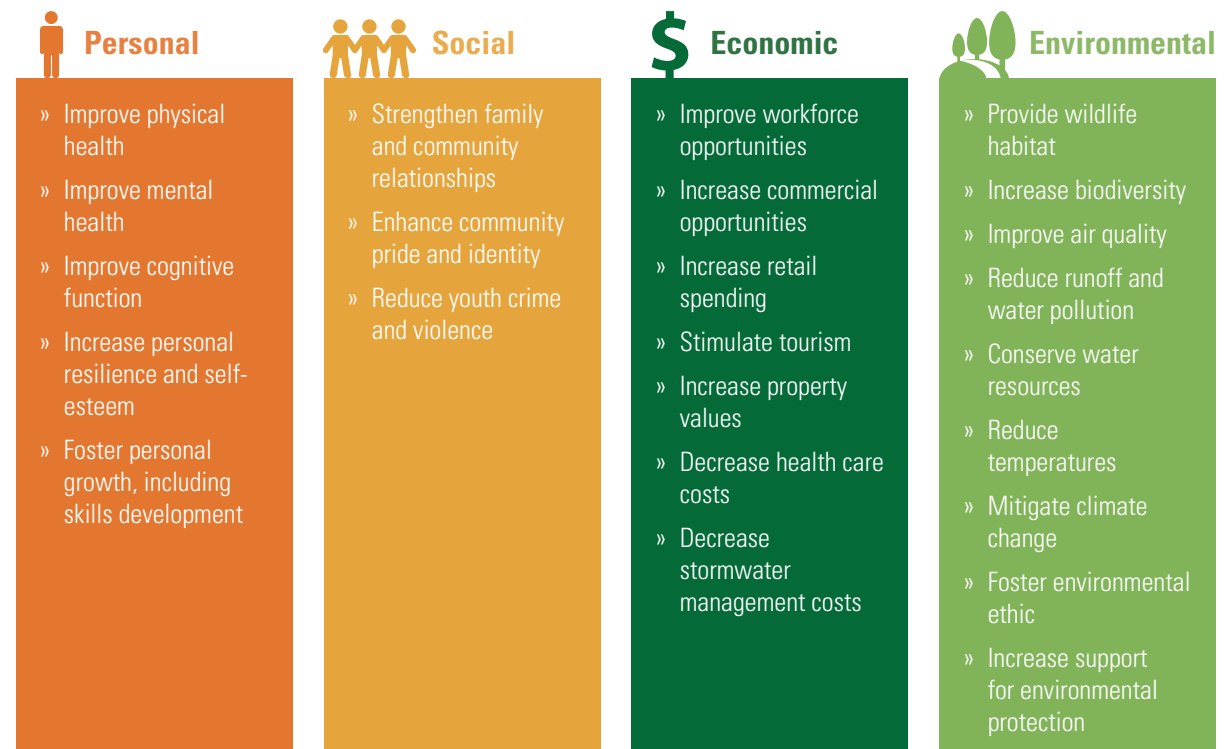 Personal
» Improve physical
health
» Improve mental
health
» Improve cognitive
function
» Increase personal
resilience and self-
esteem
» Foster personal
growth, including
skills development
Social
» Strengthen family
and community
relationships
» Enhance community
pride and identity
» Reduce youth crime
and violence
$ Economic
» Improve workforce
opportunities
» Increase commercial
opportunities
» Increase retail
spending
» Stimulate tourism
» Increase property
values
» Decrease health care
costs
» Decrease
stormwater
management costs
Environmental
» Provide wildlife
habitat
» Increase biodiversity
» Improve air quality
» Reduce runoff and
water pollution
» Conserve water
resources
» Reduce
temperatures
» Mitigate climate
change
» Foster environmental
ethic
» Increase support
for environmental
protection